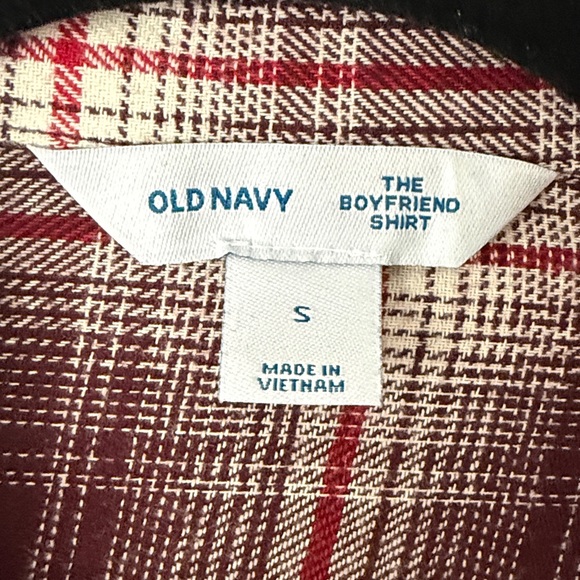 OLD NAVY
THE
BOYFRIEND
SHIRT
S
MADE IN
VIETNAM